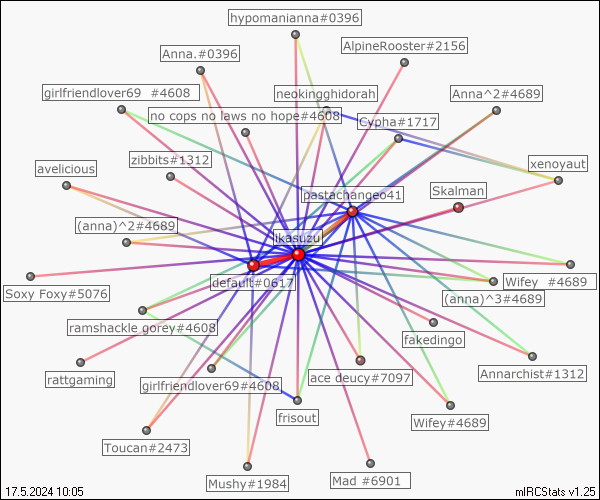 hypomanianna#0396
AlpineRooster#2156
Anna.#0396
girlfriendlover69 #4608
neokingghidorah
Anna^2#4689
no cops no laws no hope#4608
Cypha#1717
zibbits#1312
xenoyaut
avelicious
pastachangeo41
Skalman
(anna)^2#4689
ikasuzu
default#0617
Wifey #4689
Soxy Foxy#5076
(anna)^3#4689
ramshackle gorey#4608
fakedingo
rattgaming
ace deucy#7097
Annarchist#1312
girlfriendlover69#4608
frisout
Wifey#4689
Toucan#2473
Mushy#1984
Mad #6901
17.5.2024 10:05
mIRCStats v1.25